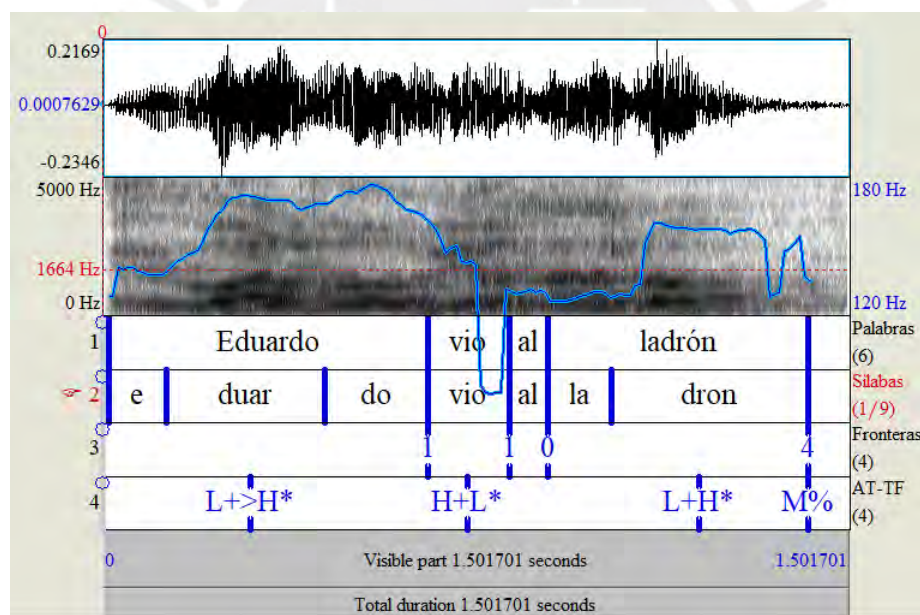 0
0.2169
0.0007629
-0.2346
5000 Hz 180 Hz
1664 Hz
0 Hz 120 Hz
1 Eduardo vio al ladrón Palabras (6)
2 e duar do vio al la dron Sílabas (1/9)
3 1 1 0 4 Fronteras (4)
4 L+>H* H+L* L+H* M% AT-TF (4)
0 Visible part 1.501701 seconds 1.501701
Total duration 1.501701 seconds